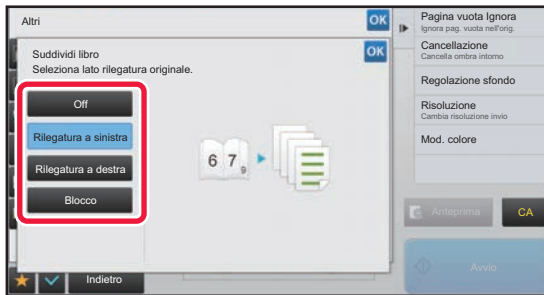 Altri
OK
Suddividi libro
Seleziona lato rilegatura originale.
OK
Off
Rilegatura a sinistra
Rilegatura a destra
Blocco
6 7 9
Indietro
Pagina vuota Ignora
Ignora pag. vuota nell'orig.
Cancellazione
Cancella ombra intorno
Regolazione sfondo
Risoluzione
Cambia risoluzione invio
Mod. colore
Anteprima
CA
Avvio